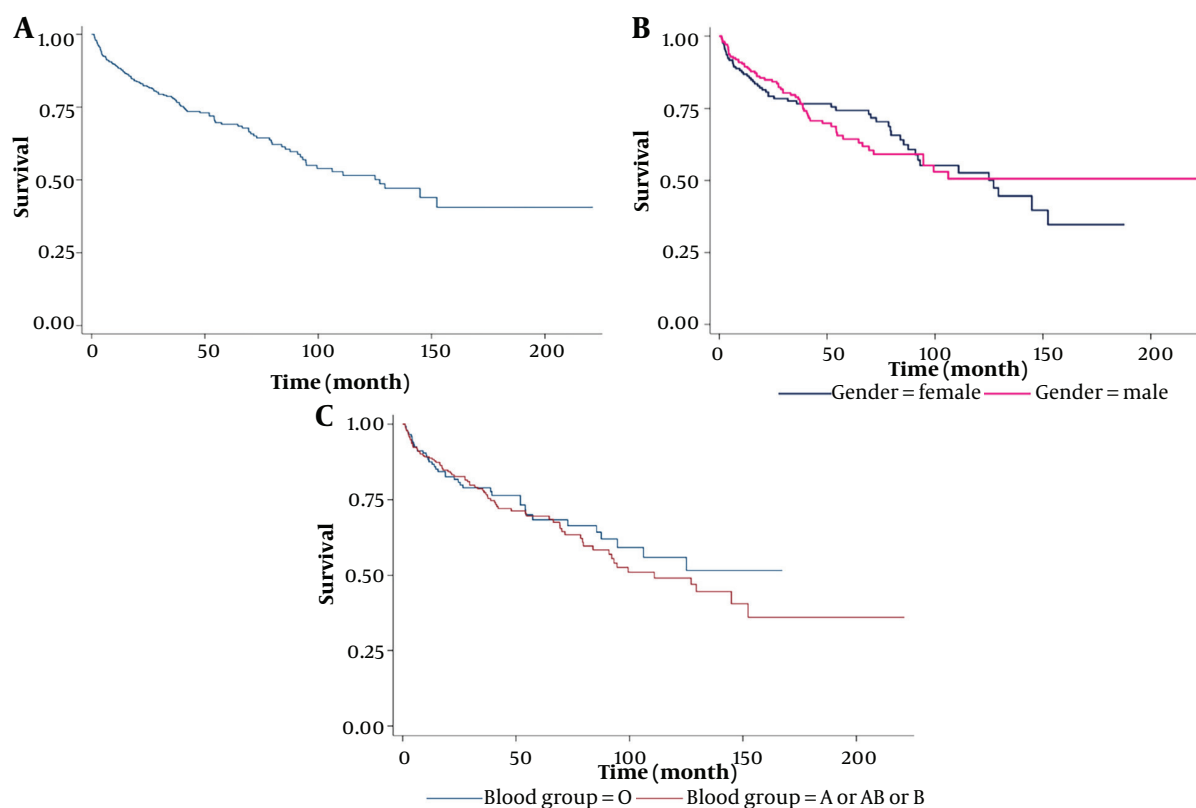 A
1.00
0.75
0.50
0.25
0.00
Survival
0 50 100 150 200
Time (month)
B
1.00
0.75
0.50
0.25
0.00
Survival
0 50 100 150 200
Time (month)
Gender = female Gender = male
C
1.00
0.75
0.50
0.25
0.00
Survival
0 50 100 150 200
Time (month)
Blood group = O Blood group = A or AB or B